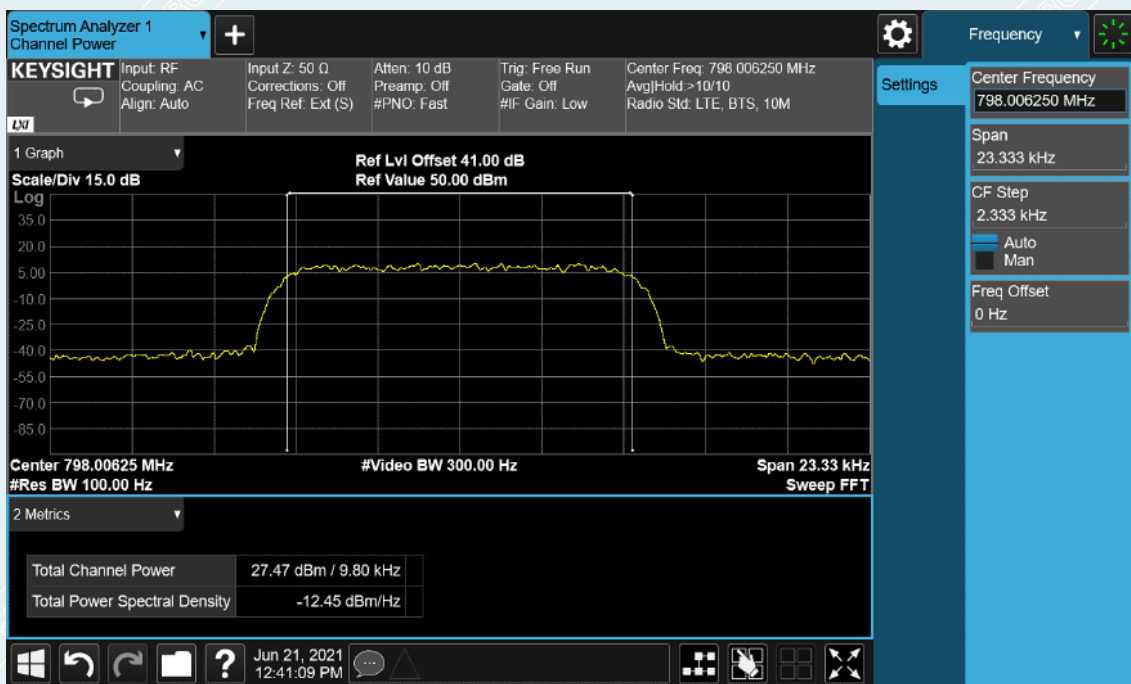 Spectrum Analyzer 1
Channel Power
Frequency
KEYSIGHT
LXI
Input: RF
Coupling: AC
Align: Auto
Input Z: 50 Ω
Corrections: Off
Freq Ref: Ext (S)
Atten: 10 dB
Preamp: Off
#PNO: Fast
Trig: Free Run
Gate: Off
#IF Gain: Low
Center Freq: 798.006250 MHz
Avg|Hold:>10/10
Radio Std: LTE, BTS, 10M
Settings
Center Frequency
798.006250 MHz
Span
23.333 kHz
CF Step
2.333 kHz
Auto
Man
Freq Offset
0 Hz
1 Graph
Scale/Div 15.0 dB
Ref Lvl Offset 41.00 dB
Ref Value 50.00 dBm
Log
35.0
20.0
5.00
-10.0
-25.0
-40.0
-55.0
-70.0
-85.0
Center 798.00625 MHz
#Video BW 300.00 Hz
Span 23.33 kHz
#Res BW 100.00 Hz
Sweep FFT
2 Metrics
Total Channel Power 27.47 dBm / 9.80 kHz
Total Power Spectral Density -12.45 dBm/Hz
?
Jun 21, 2021
12:41:09 PM